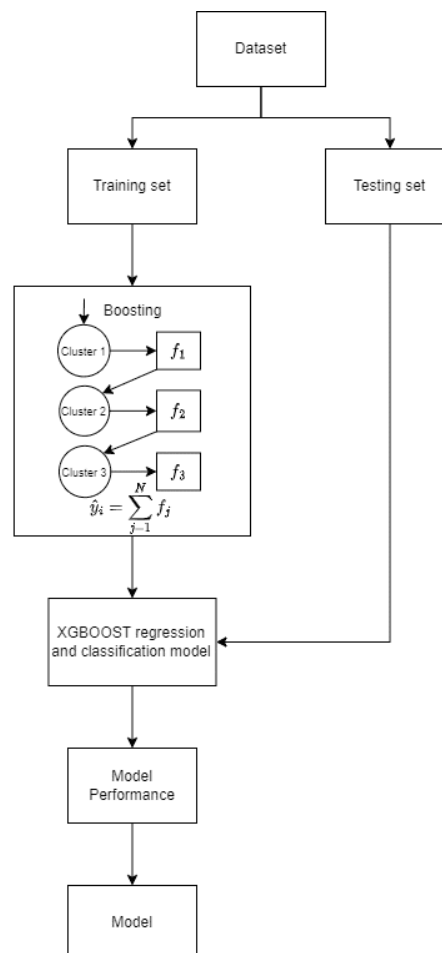 Dataset
Training set
Testing set
Boosting
Cluster 1
f₁
Cluster 2
f₂
Cluster 3
f₃
ŷᵢ = ∑_{j-1}^{N} fⱼ
XGBOOST regression
and classification model
Model
Performance
Model